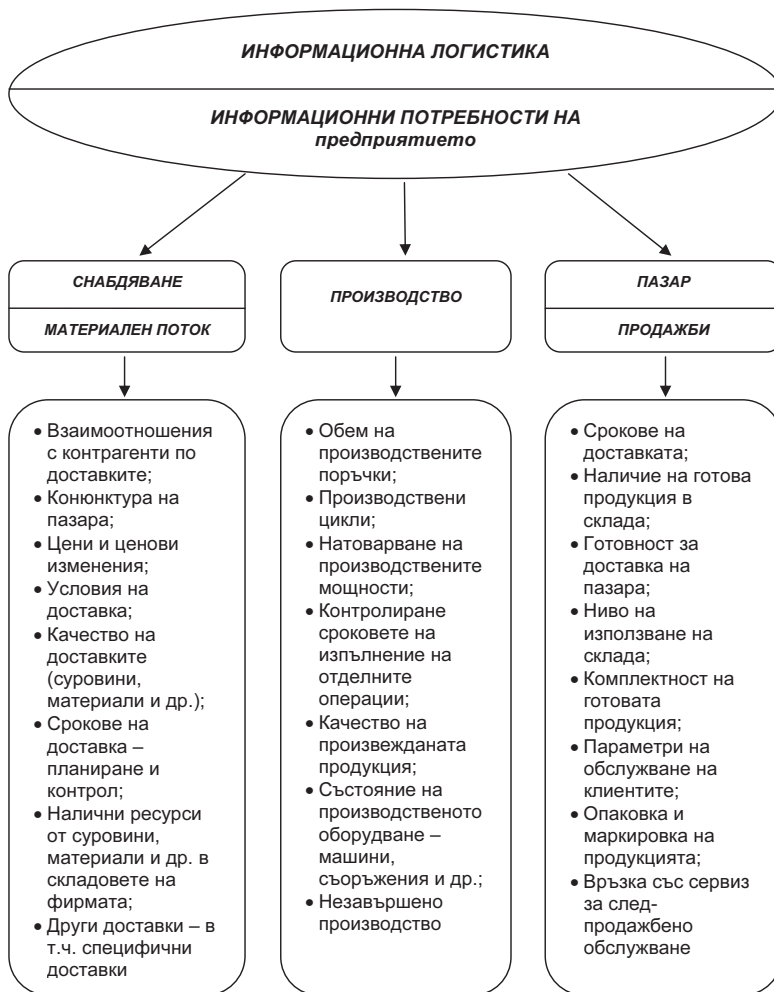 ИНФОРМАЦИОННА ЛОГИСТИКА
ИНФОРМАЦИОННИ ПОТРЕБНОСТИ НА
предприятието
СНАБДЯВАНЕ
МАТЕРИАЛЕН ПОТОК
ПРОИЗВОДСТВО
ПАЗАР
ПРОДАЖБИ
• Взаимоотношения
с контрагенти по
доставките;
• Конюнктура на
пазара;
• Цени и ценови
изменения;
• Условия на
доставка;
• Качество на
доставките
(суровини,
материали и др.);
• Срокове на
доставка –
планиране и
контрол;
• Налични ресурси
от суровини,
материали и др. в
складовете на
фирмата;
• Други доставки – в
т.ч. специфични
доставки
• Обем на
производствените
поръчки;
• Производствени
цикли;
• Натоварване на
производствените
мощности;
• Контролиране
сроковете на
изпълнение на
отделните
операции;
• Качество на
произвежданата
продукция;
• Състояние на
производственото
оборудване –
машини,
съоръжения и др.;
• Незавършено
производство
• Срокове на
доставката;
• Наличие на готова
продукция в
склада;
• Готовност за
доставка на
пазара;
• Ниво на
използване на
склада;
• Комплектност на
готовата
продукция;
• Параметри на
обслужване на
клиентите;
• Опаковка и
маркировка на
продукцията;
• Връзка със сервиз
за след-
продажбено
обслужване